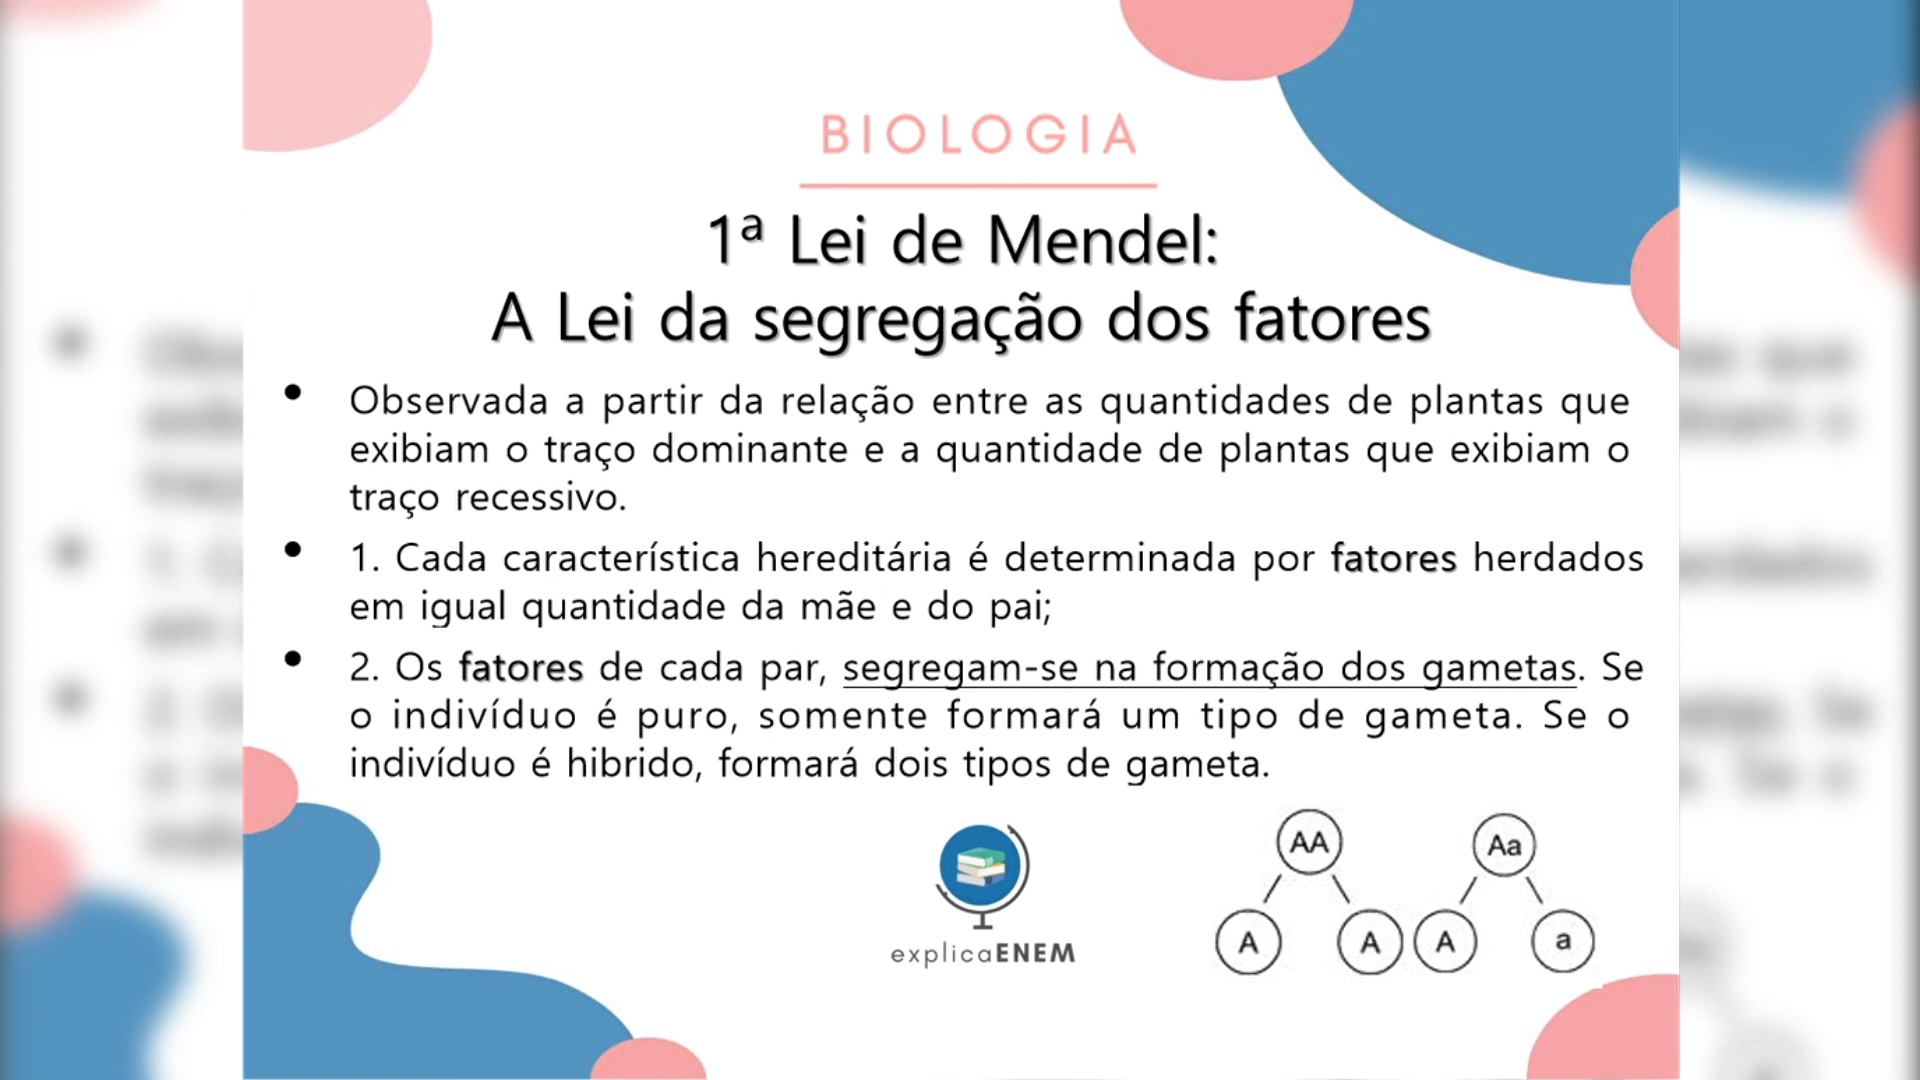 BIOLOGIA
1ª Lei de Mendel:
A Lei da segregação dos fatores
• Observada a partir da relação entre as quantidades de plantas que
exibiam o traço dominante e a quantidade de plantas que exibiam o
traço recessivo.
• 1. Cada característica hereditária é determinada por fatores herdados
em igual quantidade da mãe e do pai;
• 2. Os fatores de cada par, segregam-se na formação dos gametas. Se
o indivíduo é puro, somente formará um tipo de gameta. Se o
indivíduo é hibrido, formará dois tipos de gameta.
AA Aa
A A A a
explicaENEM